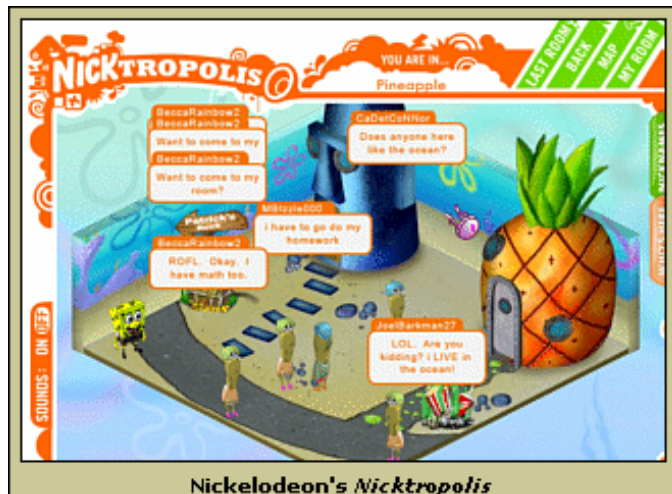 NICKTROPOLIS
YOU ARE IN...
Pineapple
LAST ROOM
BACK
MAP
MY ROOM
BeccaRainbow2
BeccaRainbow2
Want to come to my
BeccaRainbow2
Want to come to my
room?
CaDetCoNNor
Does anyone here
like the ocean?
Patrick's
MBizzle000
i have to go do my
homework
BeccaRainbow2
ROFL. Okay. I
have math too.
JoelBarkman27
LOL. Are you
kidding? I LIVE in
the ocean!
SOUNDS: ON OFF
Nickelodeon's Nicktropolis